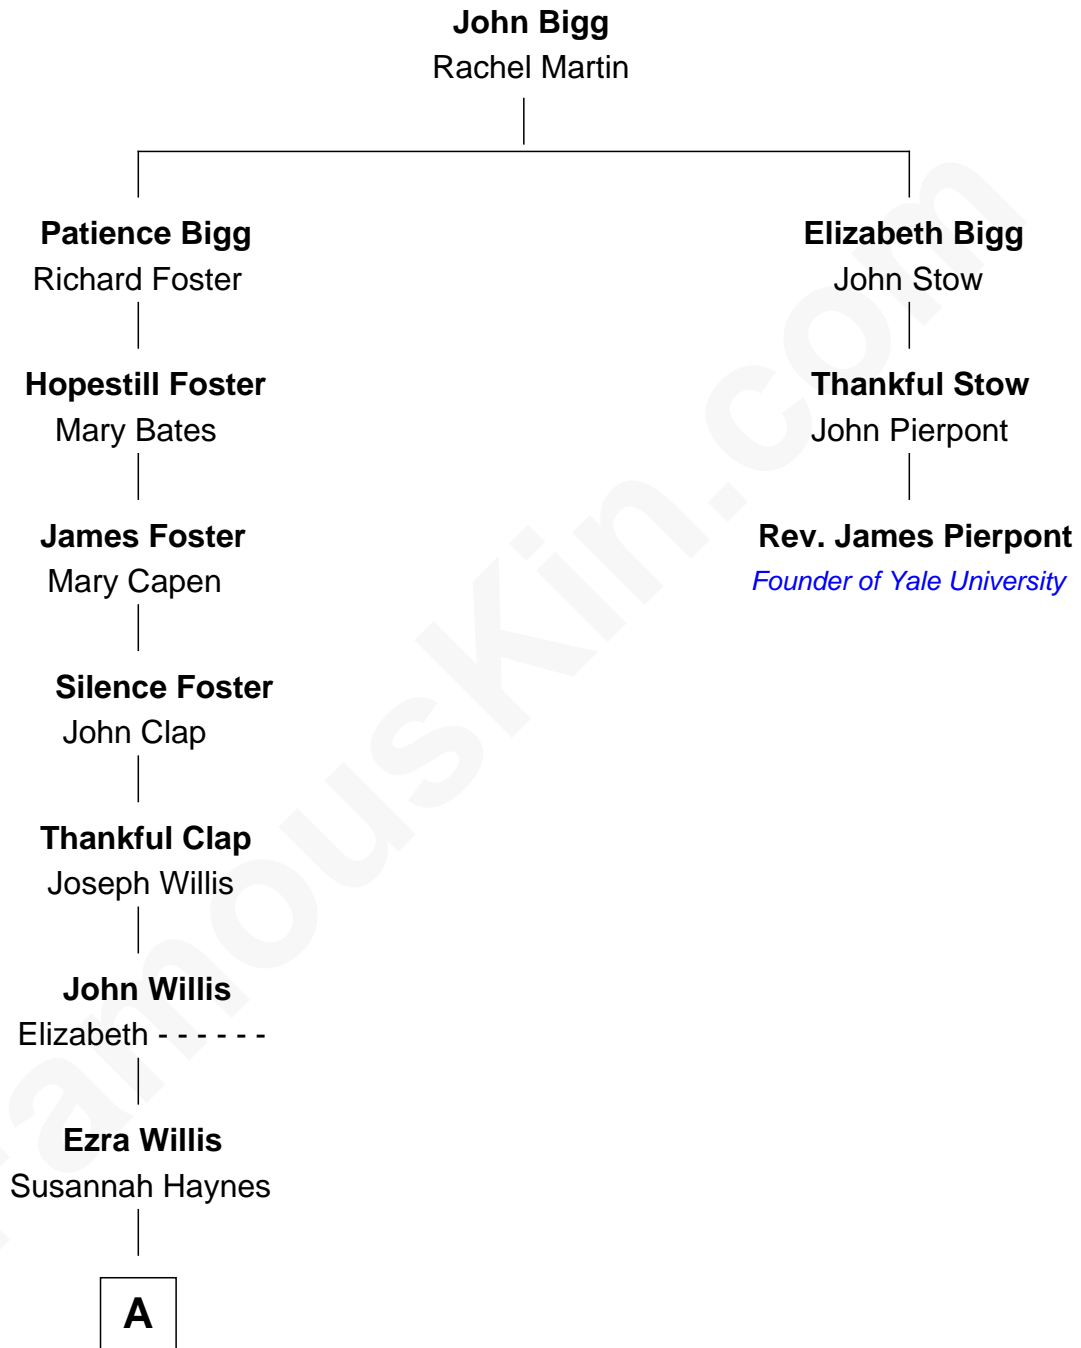 John Bigg
Rachel Martin
Patience Bigg
Richard Foster
Elizabeth Bigg
John Stow
Hopestill Foster
Mary Bates
Thankful Stow
John Pierpont
James Foster
Mary Capen
Rev. James Pierpont
Founder of Yale University
Silence Foster
John Clap
Thankful Clap
Joseph Willis
John Willis
Elizabeth - - - - - -
Ezra Willis
Susannah Haynes
A
FamousKin.com